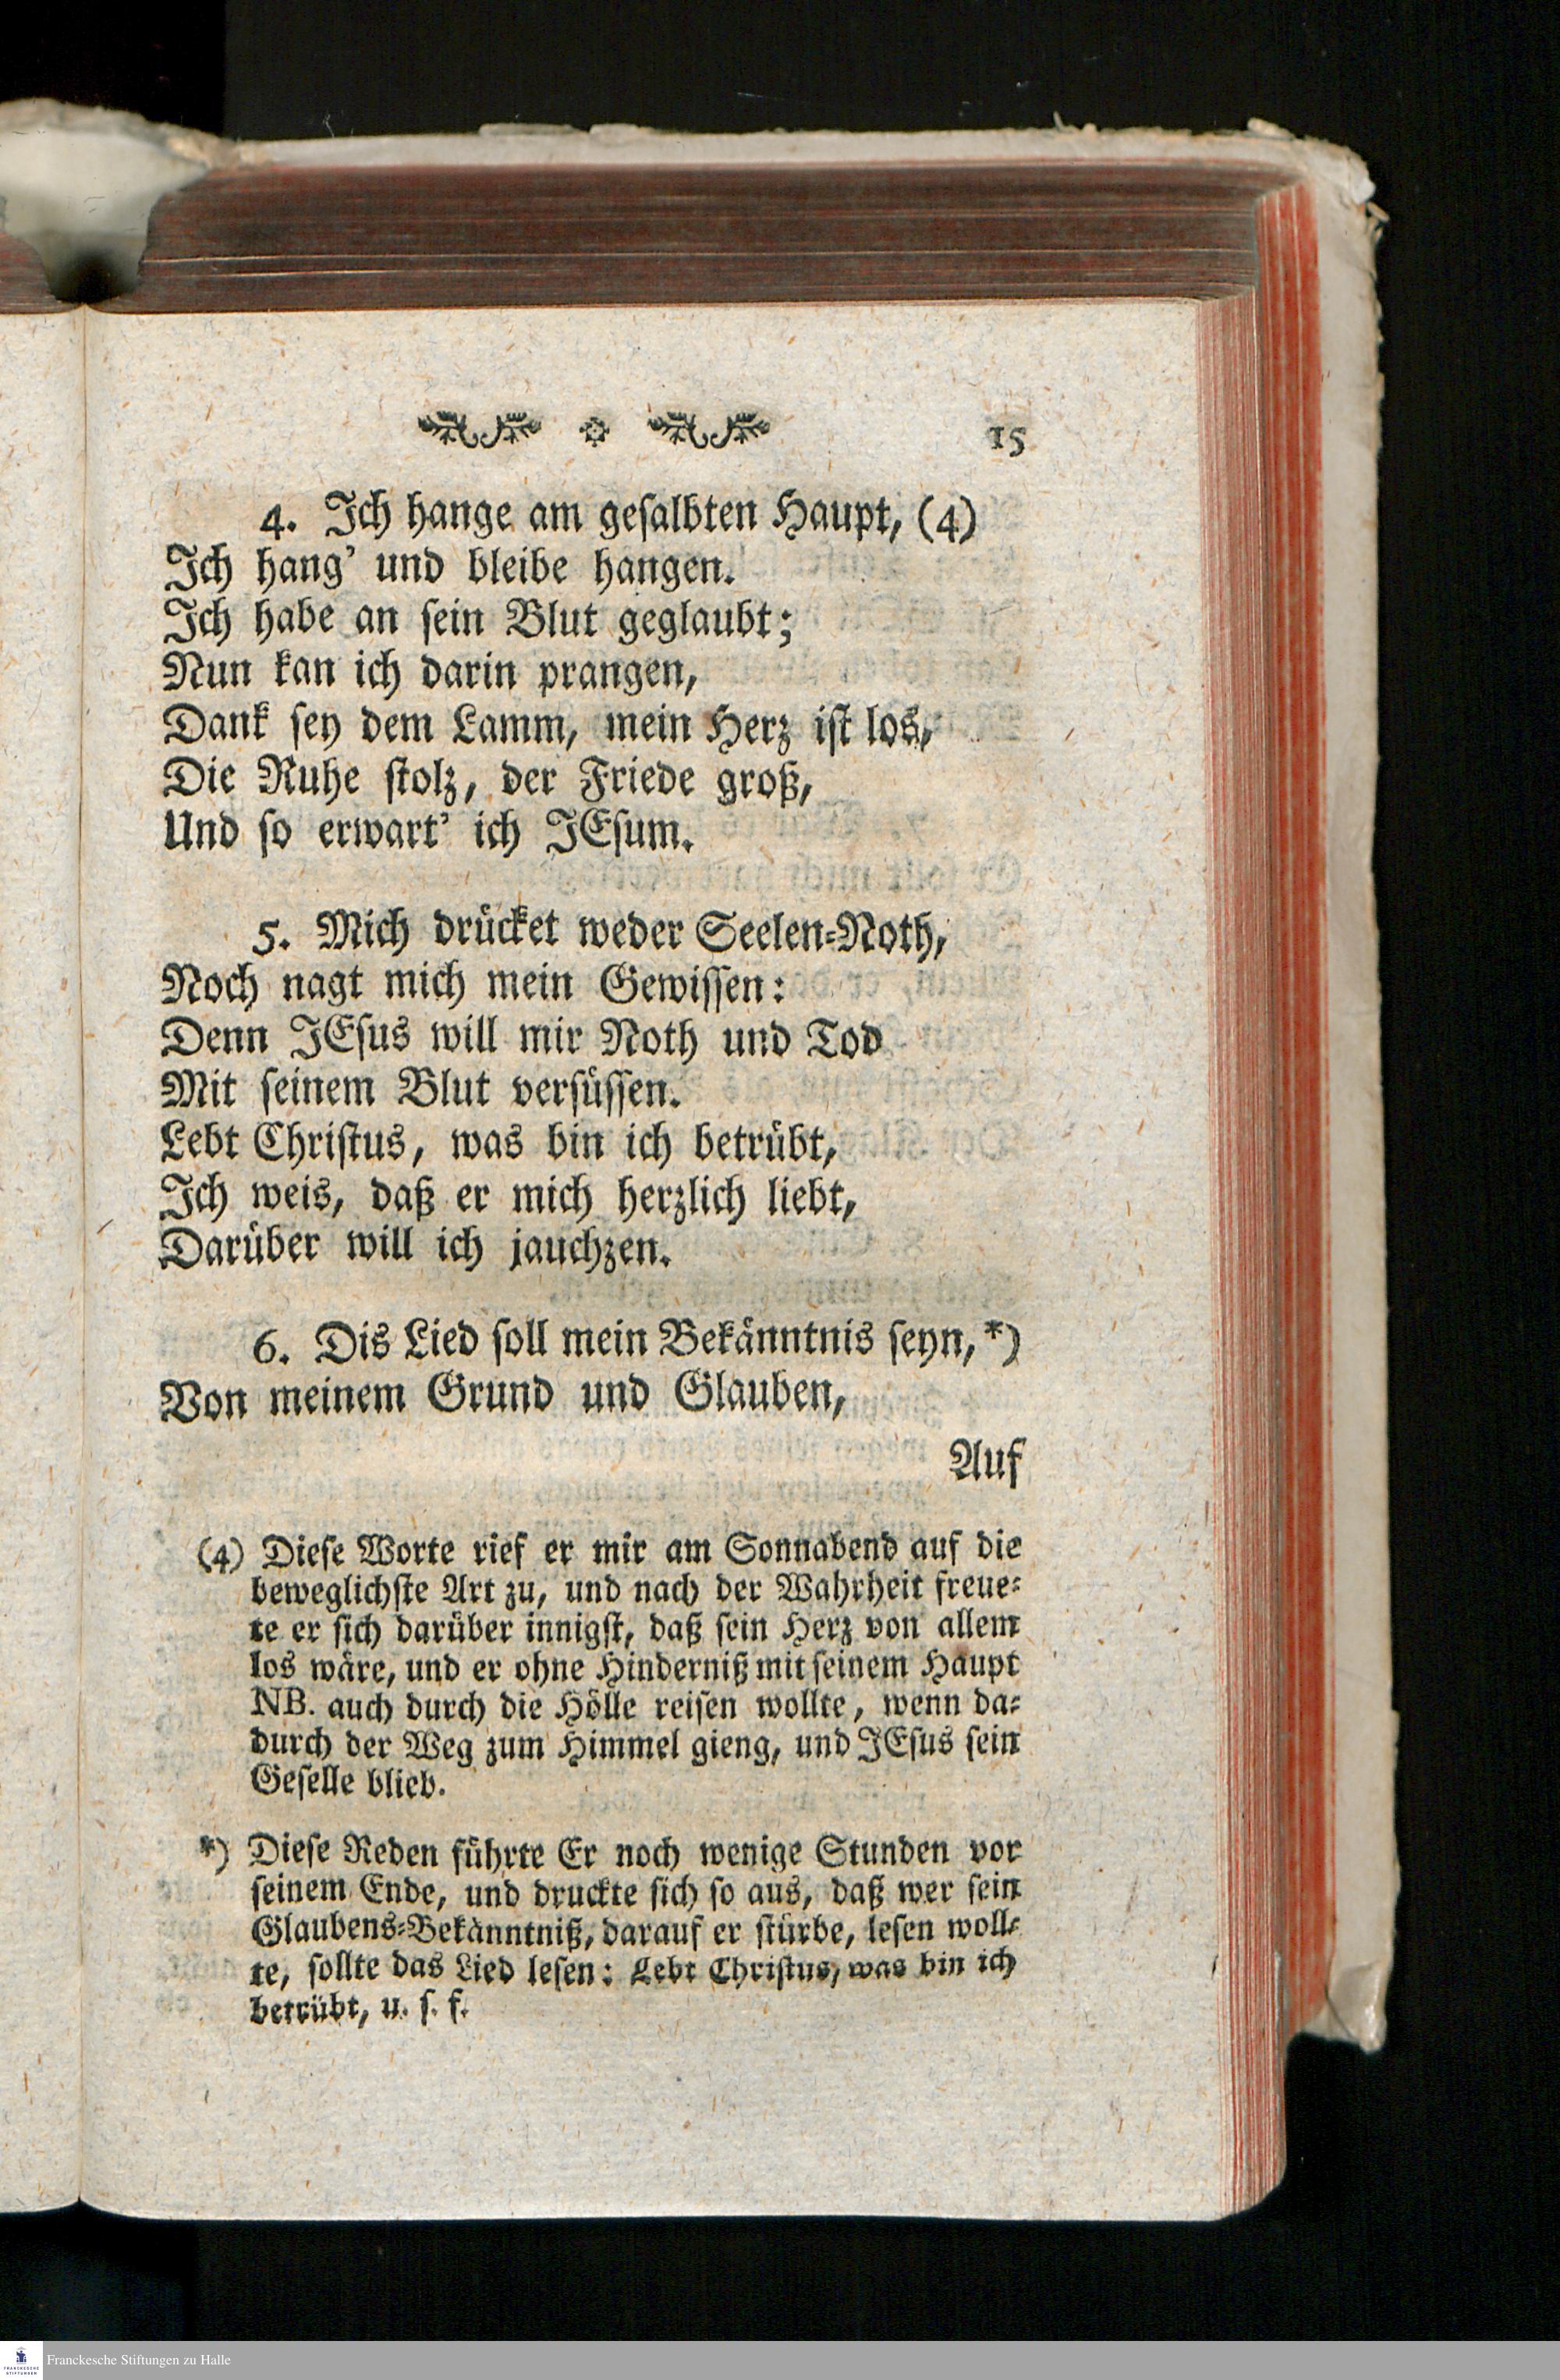 15
4. Ich hange am gesalbten Haupt, (4)
Ich hang' und bleibe hangen.
Ich habe an sein Blut geglaubt;
Nun kan ich darin prangen,
Dank sey dem Lamm, mein Herz ist los,
Die Ruhe stolz, der Friede groß,
Und so erwart' ich JEsum.
5. Mich drücket weder Seelen-Noth,
Noch nagt mich mein Gewissen:
Denn JEsus will mir Noth und Tod
Mit seinem Blut versüssen.
Lebt Christus, was bin ich betrübt,
Ich weis, daß er mich herzlich liebt,
Darüber will ich jauchzen.
6. Dis Lied soll mein Bekänntnis seyn, *)
Von meinem Grund und Glauben,
Auf
(4) Diese Worte rief er mir am Sonnabend auf die
beweglichste Art zu, und nach der Wahrheit freue-
te er sich darüber innigst, daß sein Herz von allem
los wäre, und er ohne Hinderniß mit seinem Haupt
NB. auch durch die Hölle reisen wollte, wenn da-
durch der Weg zum Himmel gieng, und JEsus sein
Geselle blieb.
*) Diese Reden führte Er noch wenige Stunden vor
seinem Ende, und druckte sich so aus, daß wer sein
Glaubens-Bekänntniß, darauf er stürbe, lesen woll-
te, sollte das Lied lesen: Lebt Christus, was bin ich
betrübt, u. s. f.
FRANCKESCHE
STIFTUNGEN
Franckesche Stiftungen zu Halle